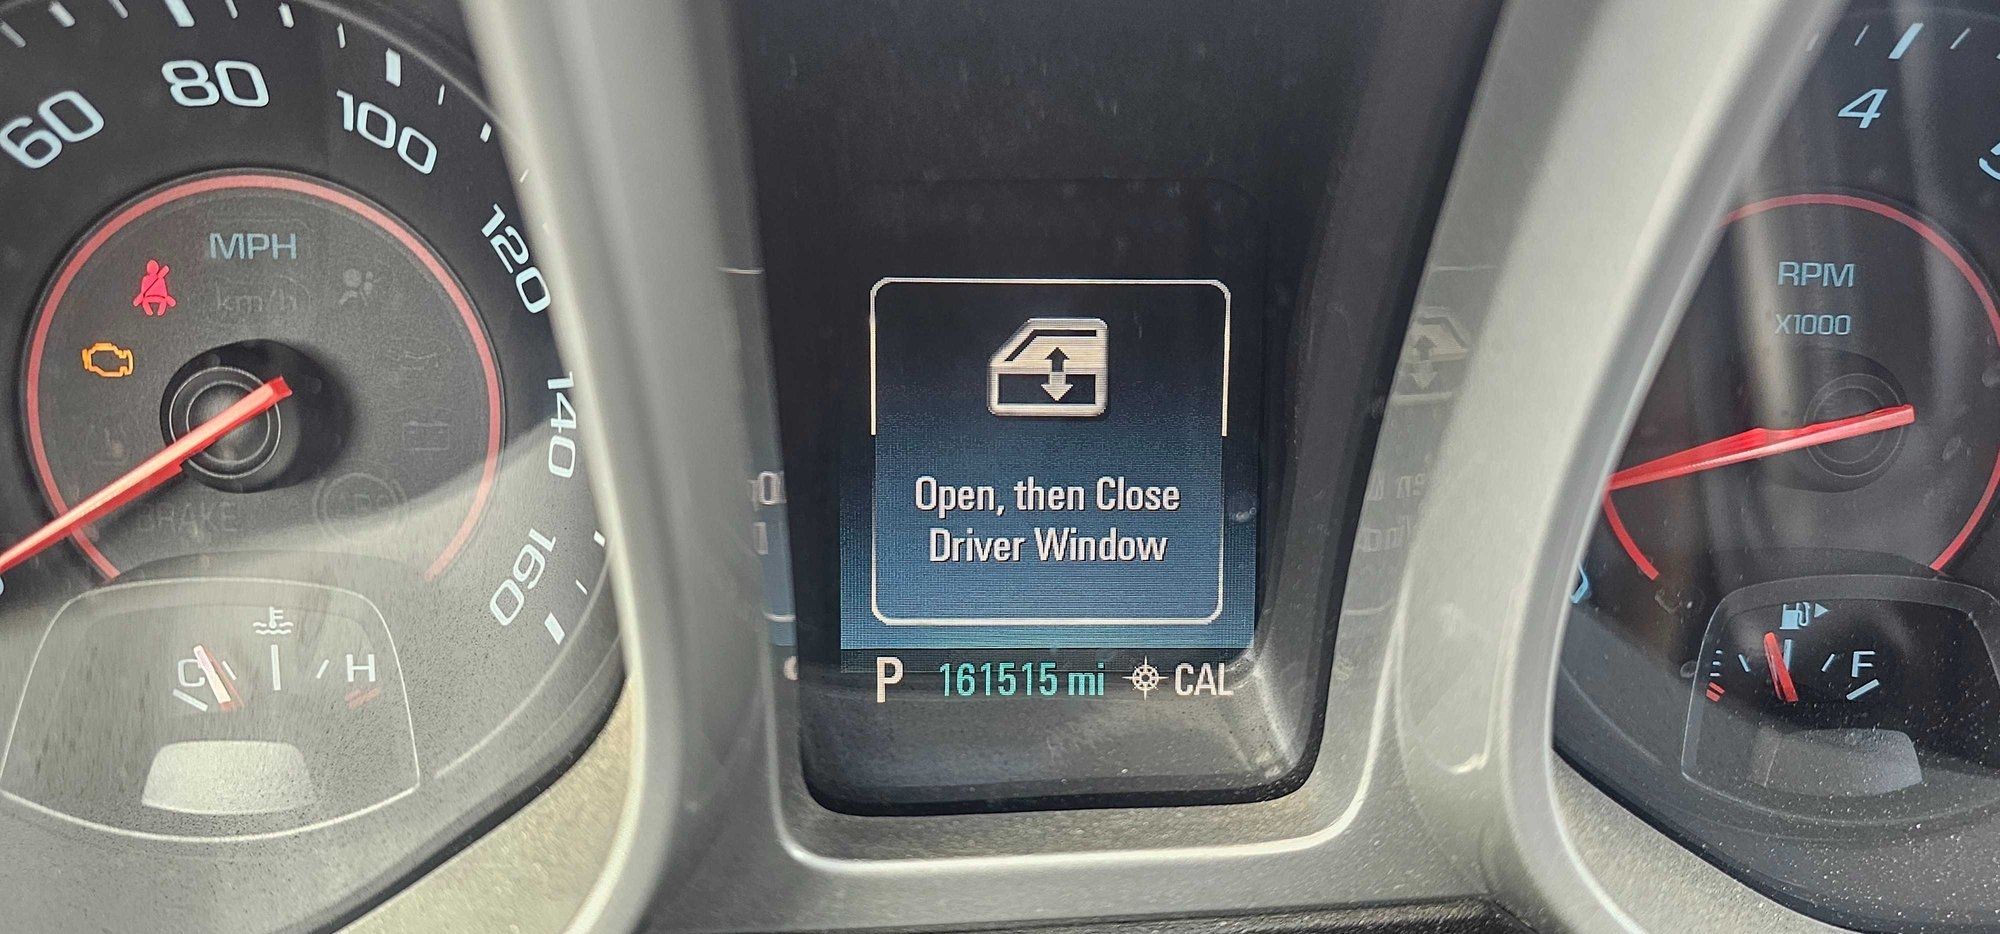 60
80
100
120
140
160
MPH
km/h
BRAKE
C
H
Open, then Close
Driver Window
P 161515 mi CAL
4
5
RPM
X1000
F